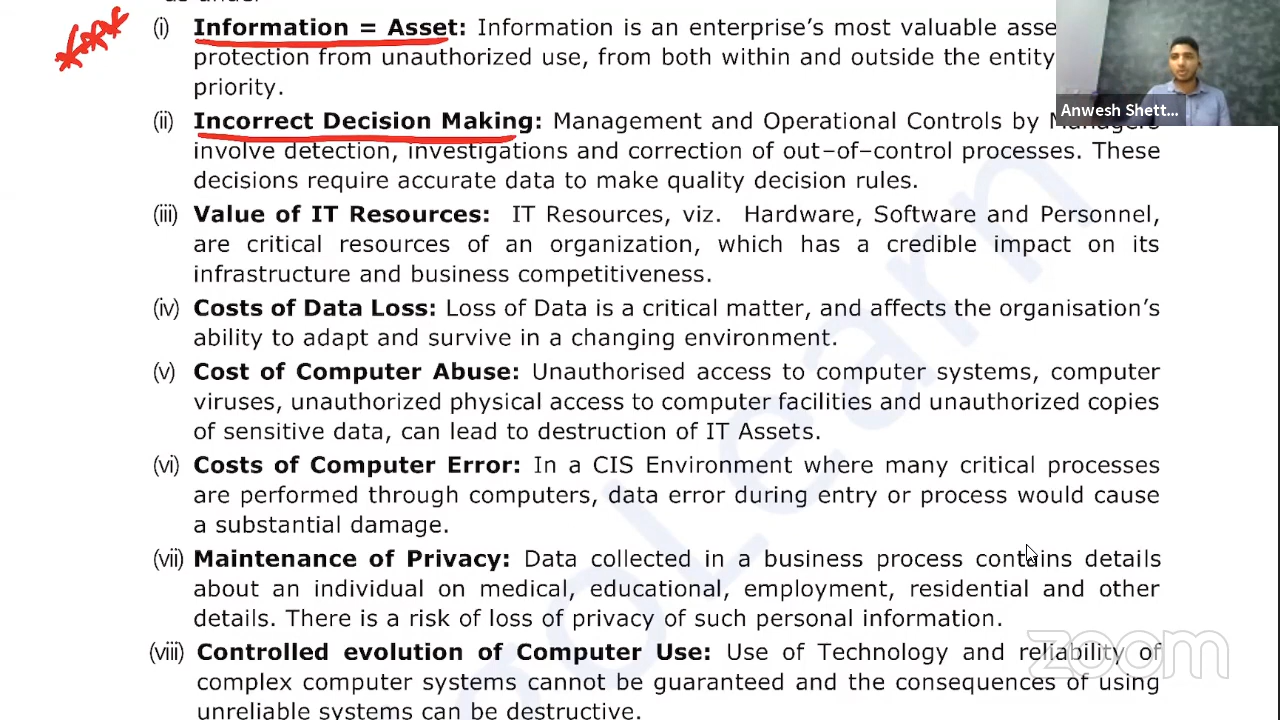 (i) Information = Asset: Information is an enterprise's most valuable asse
protection from unauthorized use, from both within and outside the entity
priority.
Anwesh Shett...
(ii) Incorrect Decision Making: Management and Operational Controls by Managers
involve detection, investigations and correction of out–of–control processes. These
decisions require accurate data to make quality decision rules.
(iii) Value of IT Resources: IT Resources, viz. Hardware, Software and Personnel,
are critical resources of an organization, which has a credible impact on its
infrastructure and business competitiveness.
(iv) Costs of Data Loss: Loss of Data is a critical matter, and affects the organisation's
ability to adapt and survive in a changing environment.
(v) Cost of Computer Abuse: Unauthorised access to computer systems, computer
viruses, unauthorized physical access to computer facilities and unauthorized copies
of sensitive data, can lead to destruction of IT Assets.
(vi) Costs of Computer Error: In a CIS Environment where many critical processes
are performed through computers, data error during entry or process would cause
a substantial damage.
(vii) Maintenance of Privacy: Data collected in a business process contains details
about an individual on medical, educational, employment, residential and other
details. There is a risk of loss of privacy of such personal information.
(viii) Controlled evolution of Computer Use: Use of Technology and reliability of
complex computer systems cannot be guaranteed and the consequences of using
unreliable systems can be destructive.
zoom